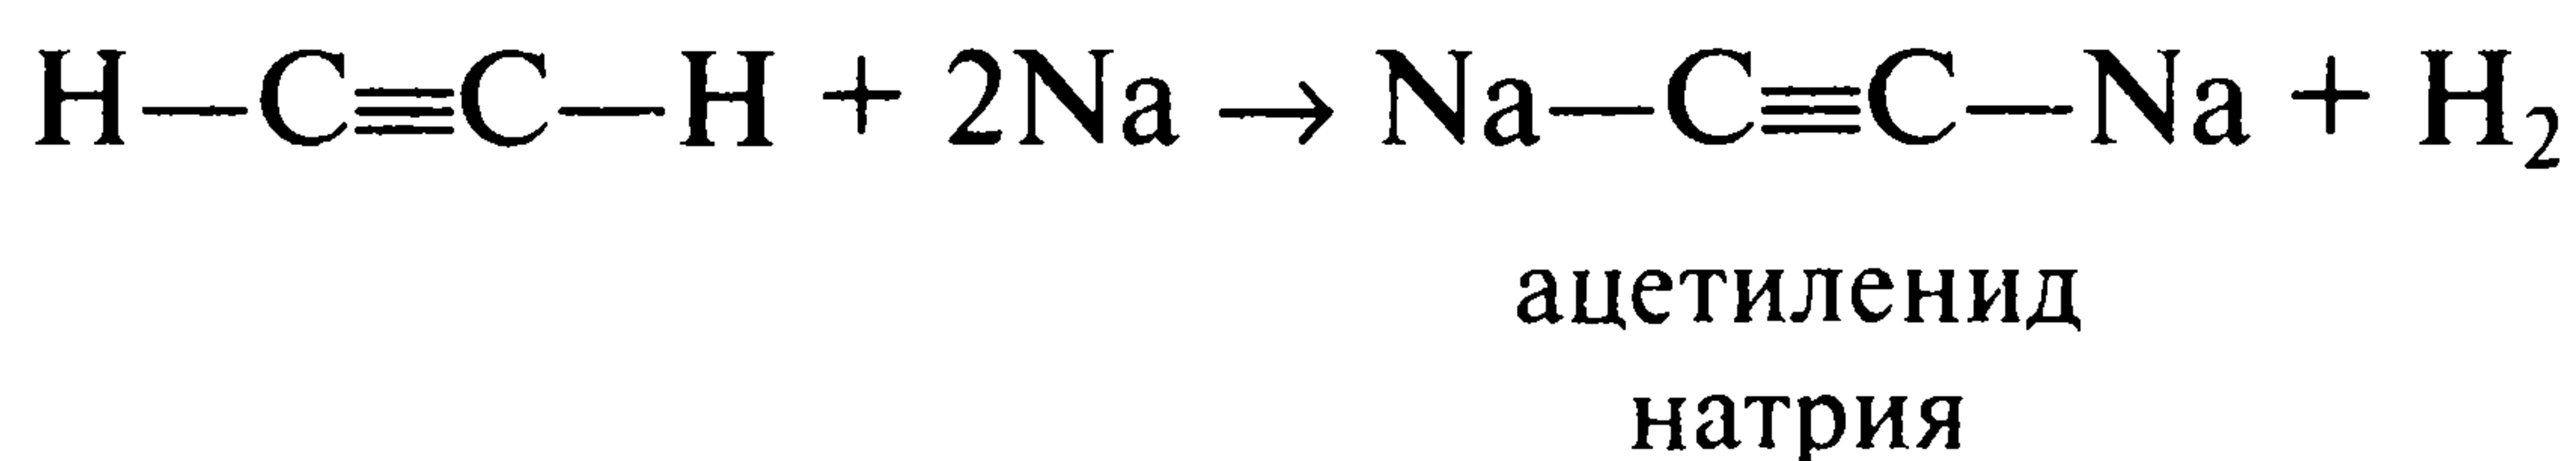 H—C≡C—H + 2Na → Na—C≡C—Na + H₂
ацетиленид
натрия